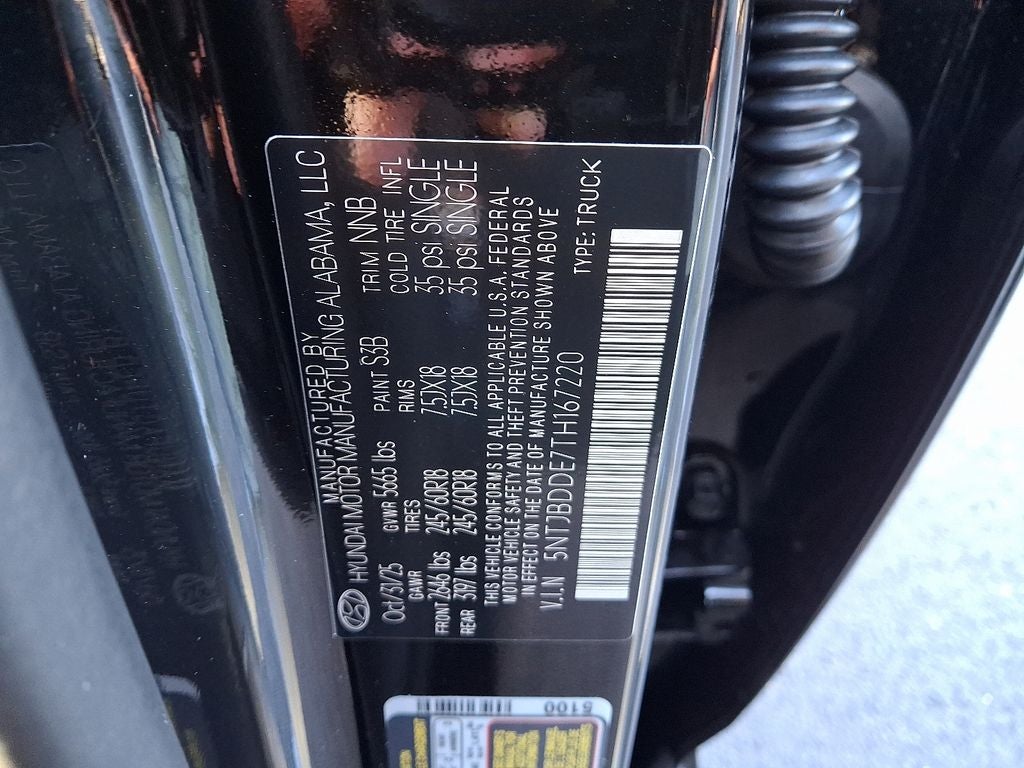 MANUFACTURED BY
HYUNDAI MOTOR MANUFACTURING ALABAMA, LLC
Oct/31/25 GVWR 5665 lbs PAINT S3B TRIM NNB
GAWR TIRES RIMS COLD TIRE INFL
FRONT 2646 lbs 245/60R18 7.5JX18 35 psi SINGLE
REAR 3197 lbs 245/60R18 7.5JX18 35 psi SINGLE
THIS VEHICLE CONFORMS TO ALL APPLICABLE U.S.A. FEDERAL
MOTOR VEHICLE SAFETY AND THEFT PREVENTION STANDARDS
IN EFFECT ON THE DATE OF MANUFACTURE SHOWN ABOVE
V.I.N 5NTJBDDE7TH167220 TYPE: TRUCK
5100